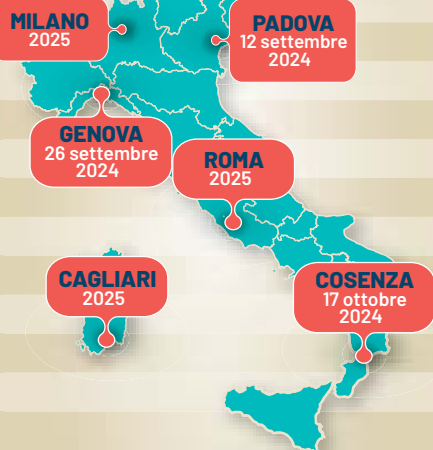 MILANO
2025
PADOVA
12 settembre
2024
GENOVA
26 settembre
2024
ROMA
2025
CAGLIARI
2025
COSENZA
17 ottobre
2024